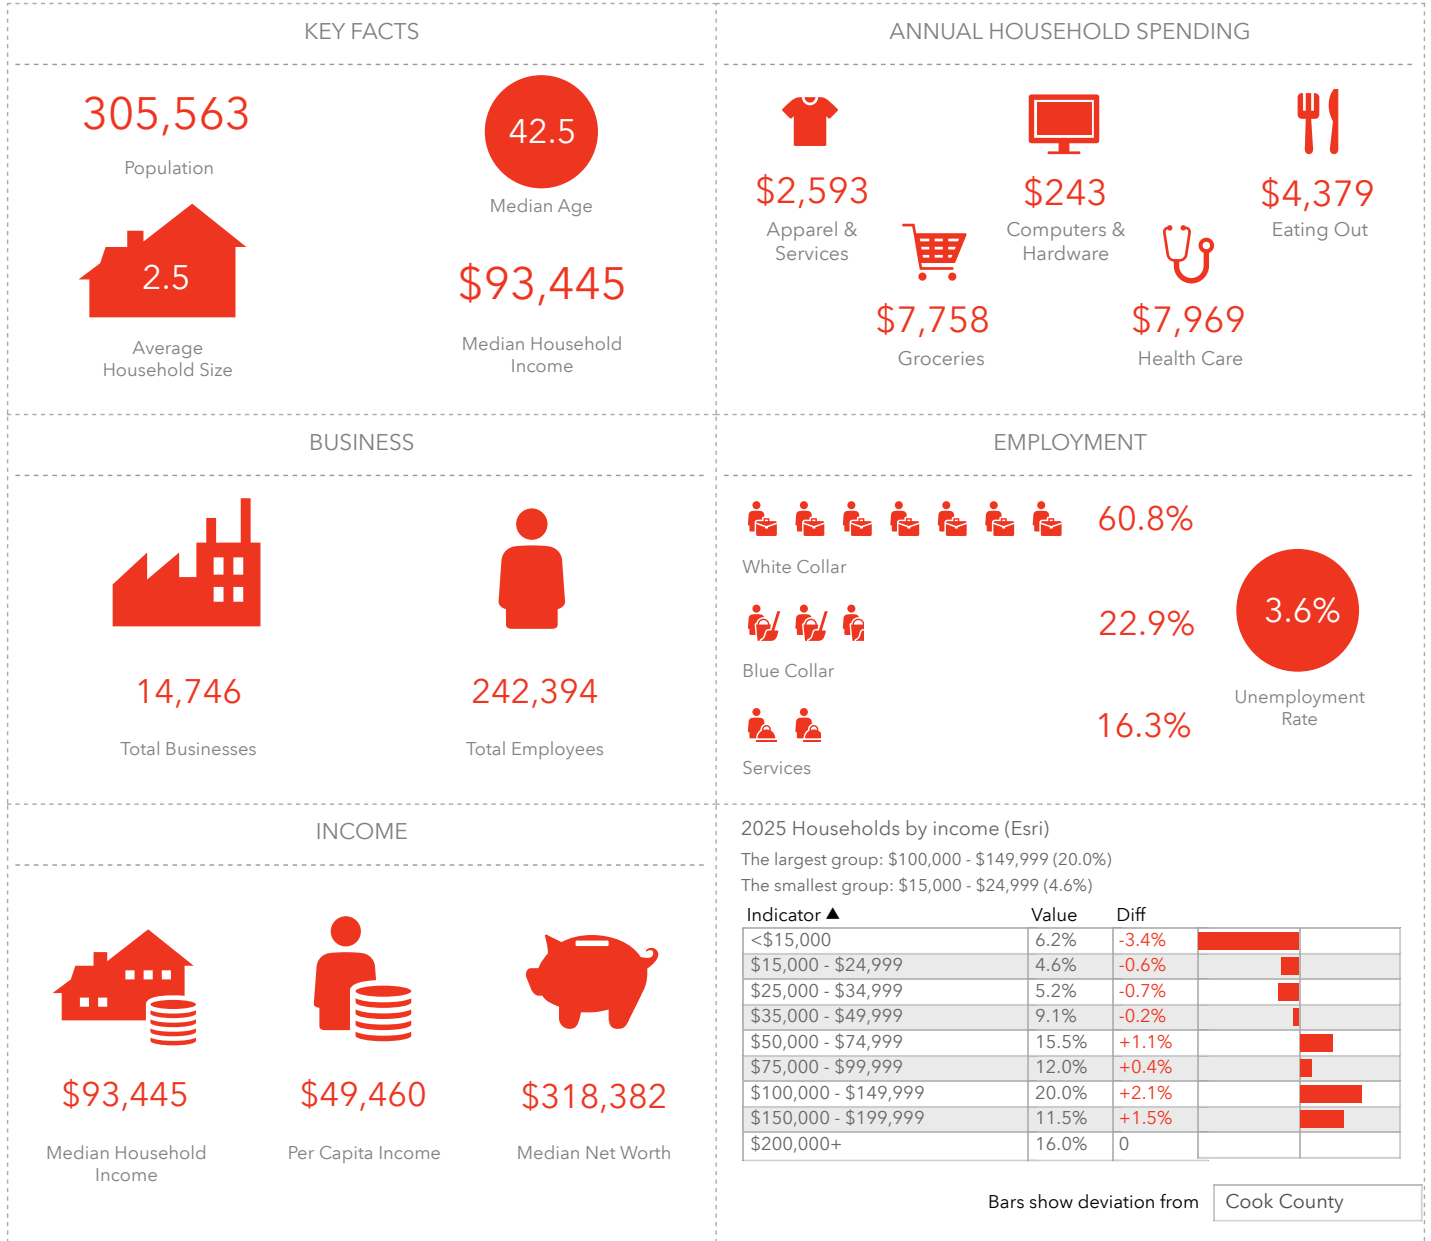 KEY FACTS
305,563
Population
42.5
Median Age
2.5
Average
Household Size
$93,445
Median Household
Income
ANNUAL HOUSEHOLD SPENDING
$2,593
Apparel &
Services
$243
Computers &
Hardware
$4,379
Eating Out
$7,758
Groceries
$7,969
Health Care
BUSINESS
14,746
Total Businesses
242,394
Total Employees
EMPLOYMENT
60.8%
White Collar
22.9%
Blue Collar
16.3%
Services
3.6%
Unemployment
Rate
INCOME
$93,445
Median Household
Income
$49,460
Per Capita Income
$318,382
Median Net Worth
2025 Households by income (Esri)
The largest group: $100,000 - $149,999 (20.0%)
The smallest group: $15,000 - $24,999 (4.6%)
Indicator ▲ Value Diff
<$15,000 6.2% -3.4%
$15,000 - $24,999 4.6% -0.6%
$25,000 - $34,999 5.2% -0.7%
$35,000 - $49,999 9.1% -0.2%
$50,000 - $74,999 15.5% +1.1%
$75,000 - $99,999 12.0% +0.4%
$100,000 - $149,999 20.0% +2.1%
$150,000 - $199,999 11.5% +1.5%
$200,000+ 16.0% 0
Bars show deviation from Cook County